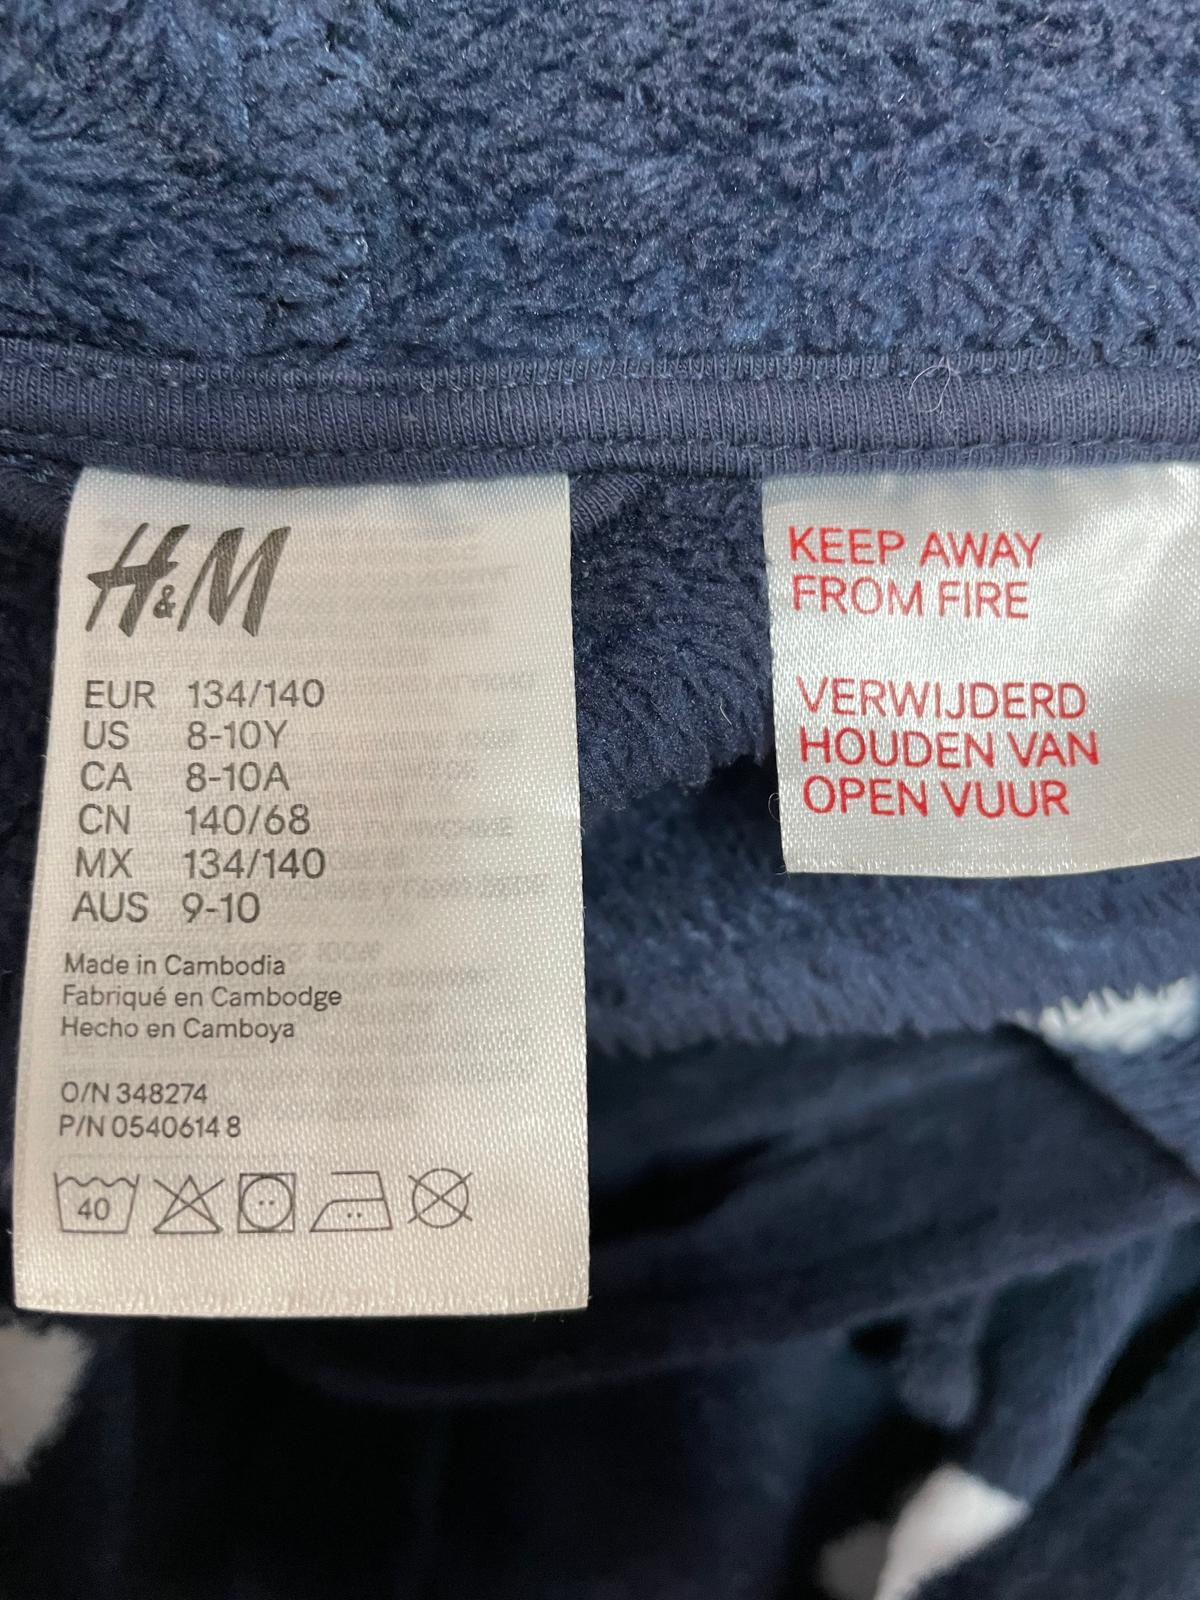 H&M
EUR 134/140
US 8-10Y
CA 8-10A
CN 140/68
MX 134/140
AUS 9-10
Made in Cambodia
Fabriqué en Cambodge
Hecho en Camboya
O/N 348274
P/N 0540614 8
40
KEEP AWAY
FROM FIRE
VERWIJDERD
HOUDEN VAN
OPEN VUUR